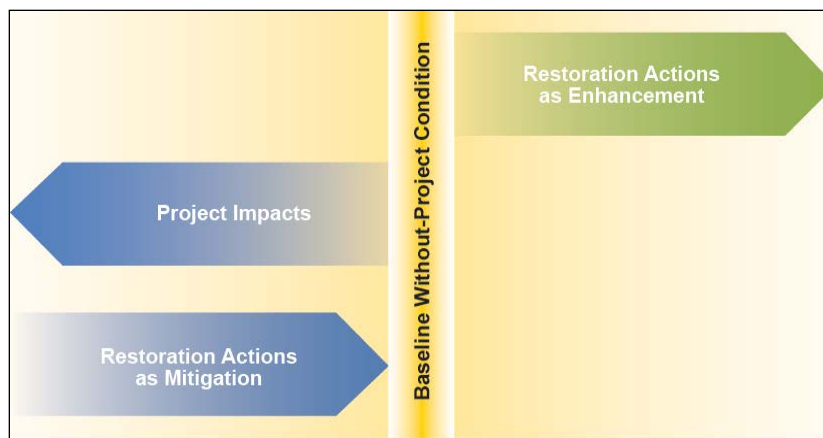 Restoration Actions
as Enhancement
Baseline Without-Project Condition
Project Impacts
Restoration Actions
as Mitigation